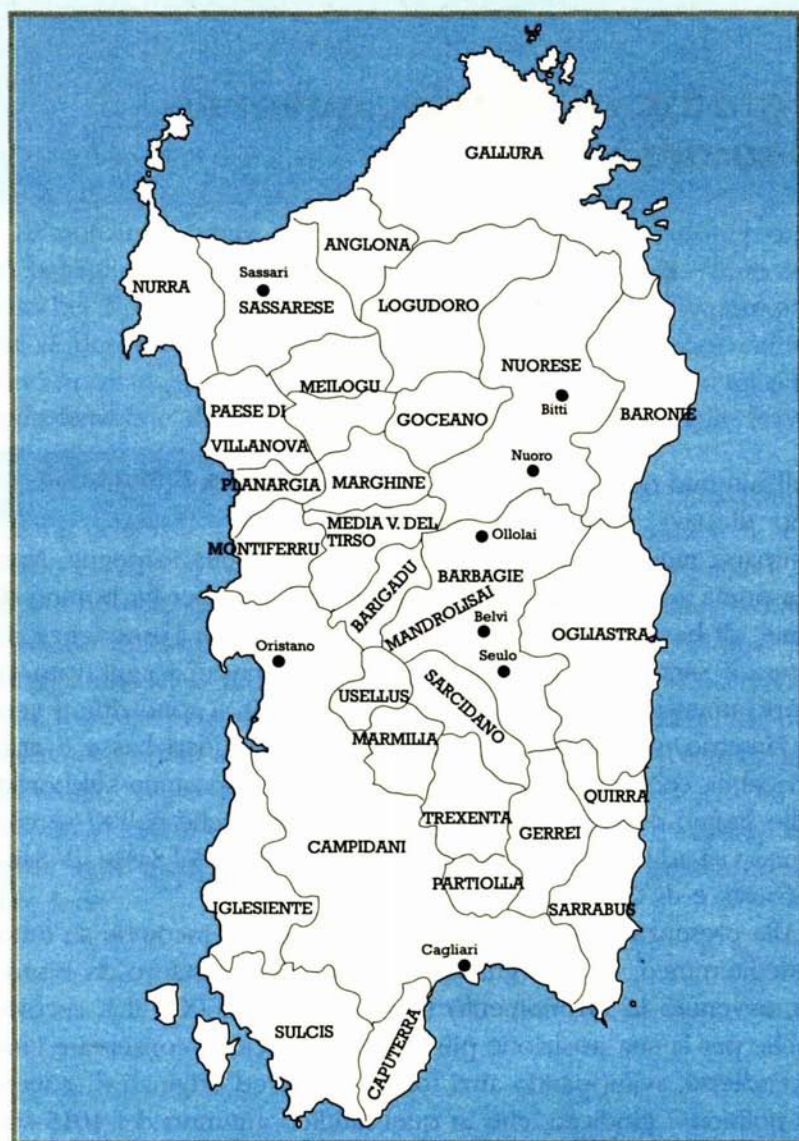 GALLURA
ANGLONA
Sassari
NURRA
SASSARESE
LOGUDORO
NUORESE
MEILOGU
Bitti
PAESE DI
VILLANOVA
GOCEANO
BARONIE
Nuoro
PLANARGIA
MARGHINE
MEDIA V. DEL
TIRSO
MONTIFERRU
Ollolai
BARIGADU
BARBAGIE
MANDROLISAI
Belvì
OGLIASTRA
Oristano
Seulo
USELLUS
SARCIDANO
MARMILIA
QUIRRA
TREXENTA
GERREI
CAMPIDANI
PARTIOLLA
IGLESIENTE
SARRABUS
Cagliari
SULCIS
CAPUTERRA